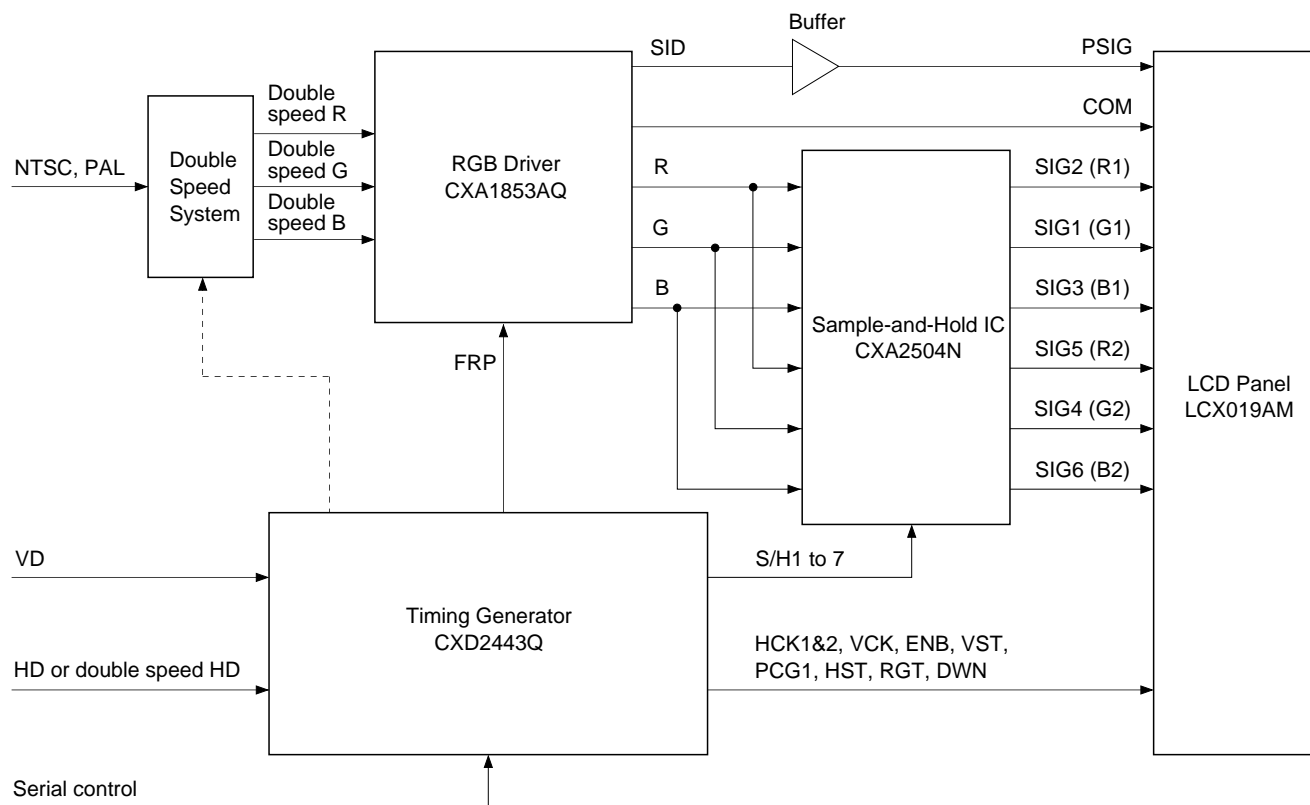 Buffer
SID
PSIG
Double
speed R
COM
NTSC, PAL
Double
Speed
System
Double
speed G
Double
speed B
RGB Driver
CXA1853AQ
R
G
B
SIG2 (R1)
SIG1 (G1)
SIG3 (B1)
Sample-and-Hold IC
CXA2504N
SIG5 (R2)
SIG4 (G2)
SIG6 (B2)
LCD Panel
LCX019AM
FRP
VD
S/H1 to 7
Timing Generator
CXD2443Q
HD or double speed HD
HCK1&2, VCK, ENB, VST,
PCG1, HST, RGT, DWN
Serial control